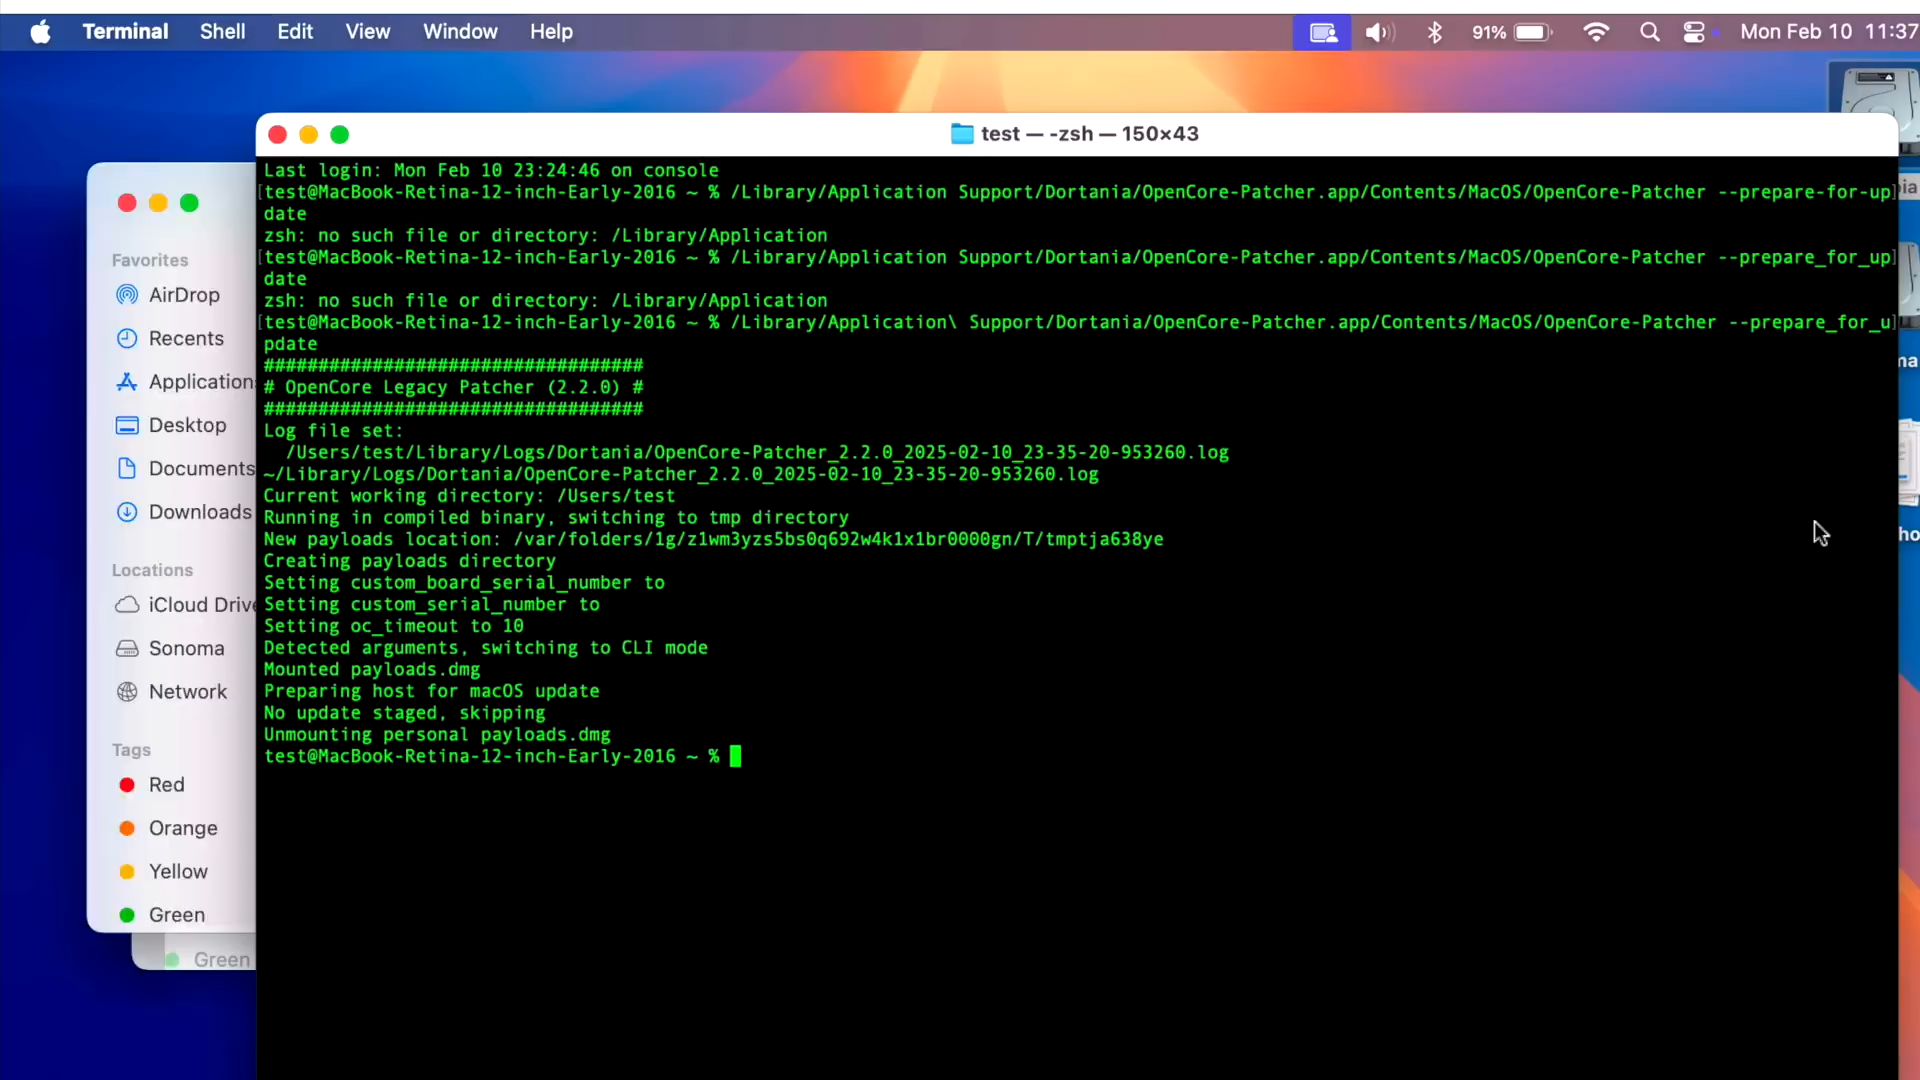 Terminal Shell Edit View Window Help 91% Mon Feb 10 11:37
test — -zsh — 150×43
Last login: Mon Feb 10 23:24:46 on console
[test@MacBook-Retina-12-inch-Early-2016 ~ % /Library/Application Support/Dortania/OpenCore-Patcher.app/Contents/MacOS/OpenCore-Patcher --prepare-for-up]
date
zsh: no such file or directory: /Library/Application
[test@MacBook-Retina-12-inch-Early-2016 ~ % /Library/Application Support/Dortania/OpenCore-Patcher.app/Contents/MacOS/OpenCore-Patcher --prepare_for_up]
date
zsh: no such file or directory: /Library/Application
[test@MacBook-Retina-12-inch-Early-2016 ~ % /Library/Application\ Support/Dortania/OpenCore-Patcher.app/Contents/MacOS/OpenCore-Patcher --prepare_for_u]
pdate
###################################
# OpenCore Legacy Patcher (2.2.0) #
###################################
Log file set:
/Users/test/Library/Logs/Dortania/OpenCore-Patcher_2.2.0_2025-02-10_23-35-20-953260.log
~/Library/Logs/Dortania/OpenCore-Patcher_2.2.0_2025-02-10_23-35-20-953260.log
Current working directory: /Users/test
Running in compiled binary, switching to tmp directory
New payloads location: /var/folders/1g/z1wm3yzs5bs0q692w4k1x1br0000gn/T/tmptja638ye
Creating payloads directory
Setting custom_board_serial_number to
Setting custom_serial_number to
Setting oc_timeout to 10
Detected arguments, switching to CLI mode
Mounted payloads.dmg
Preparing host for macOS update
No update staged, skipping
Unmounting personal payloads.dmg
test@MacBook-Retina-12-inch-Early-2016 ~ %
Favorites
AirDrop
Recents
Application
Desktop
Documents
Downloads
Locations
iCloud Drive
Sonoma
Network
Tags
Red
Orange
Yellow
Green
Green